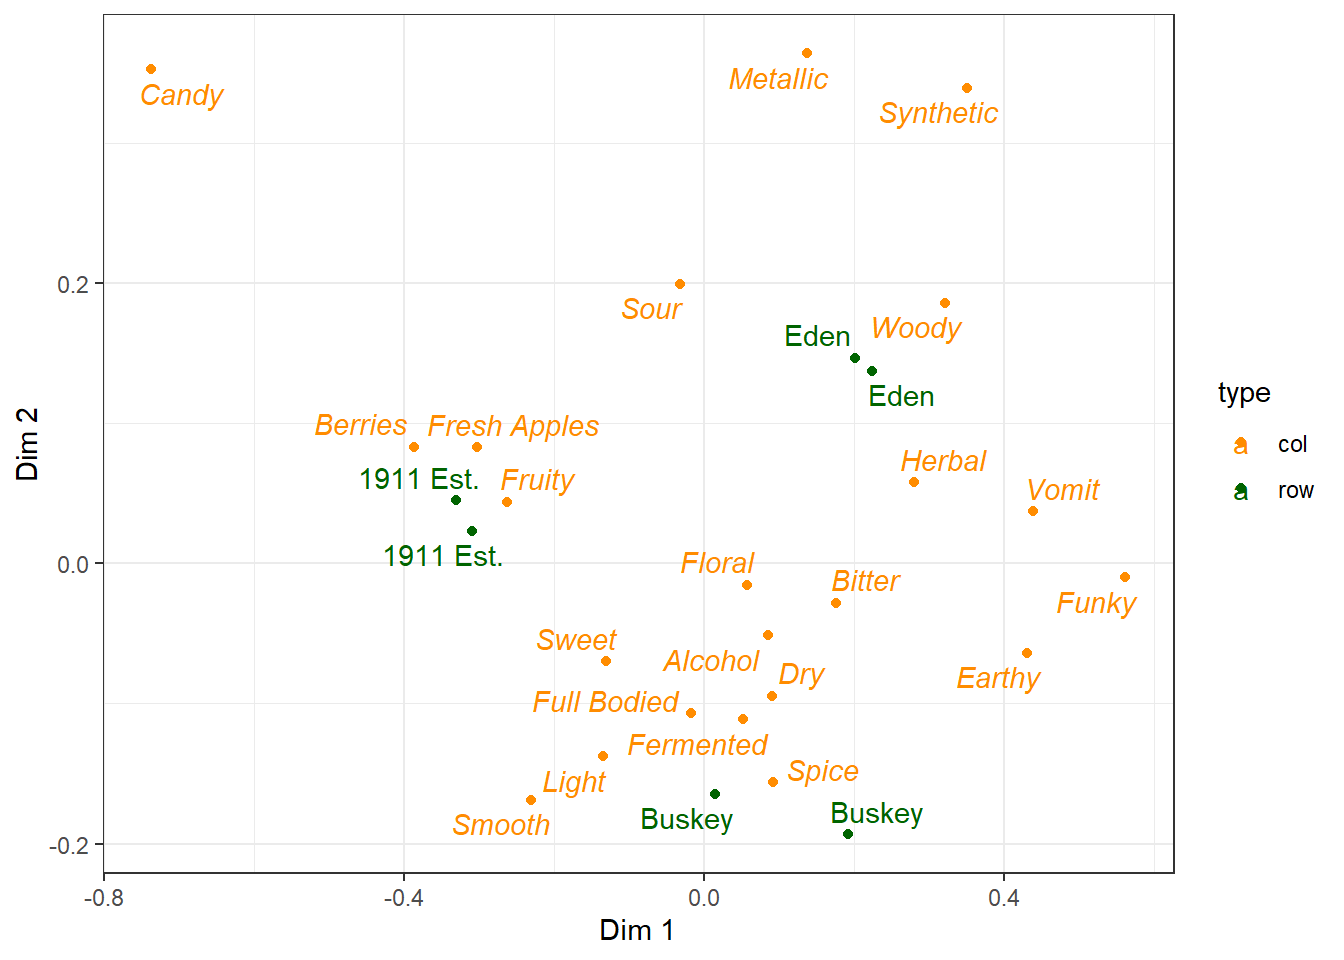 Candy
Metallic
Synthetic
0.2
Sour
Woody
Eden
Eden
Berries
Fresh Apples
Herbal
1911 Est.
Fruity
Vomit
1911 Est.
0.0
Floral
Bitter
Funky
Sweet
Alcohol
Dry
Earthy
Full Bodied
Fermented
Light
Spice
Smooth
Buskey
Buskey
-0.2
-0.8
-0.4
0.0
0.4
Dim 1
Dim 2
type
a col
a row